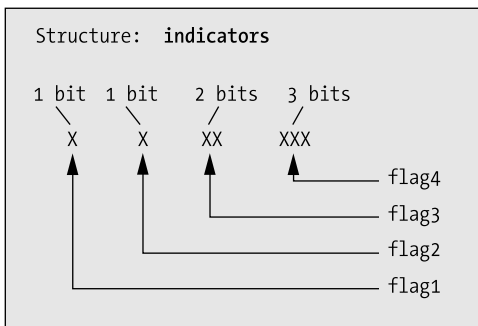 Structure: indicators
1 bit 1 bit 2 bits 3 bits
X X XX XXX
flag4
flag3
flag2
flag1